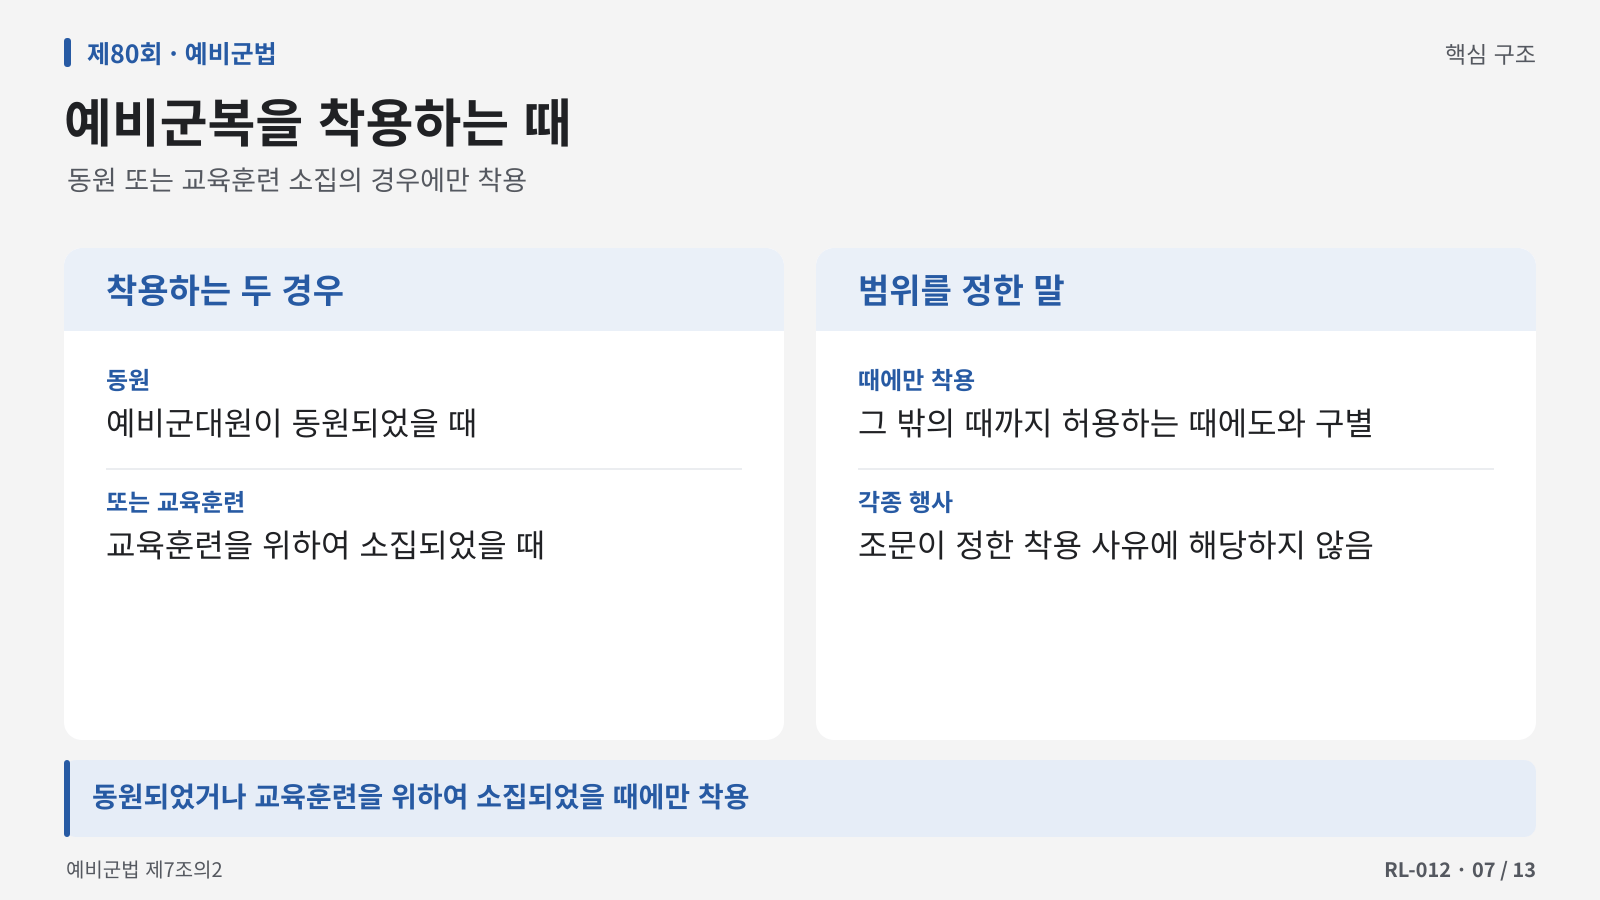 제80회 · 예비군법
핵심 구조
예비군복을 착용하는 때
동원 또는 교육훈련 소집의 경우에만 착용
착용하는 두 경우
동원
예비군대원이 동원되었을 때
또는 교육훈련
교육훈련을 위하여 소집되었을 때
범위를 정한 말
때에만 착용
그 밖의 때까지 허용하는 때에도와 구별
각종 행사
조문이 정한 착용 사유에 해당하지 않음
동원되었거나 교육훈련을 위하여 소집되었을 때에만 착용
예비군법 제7조의2
RL-012 · 07 / 13